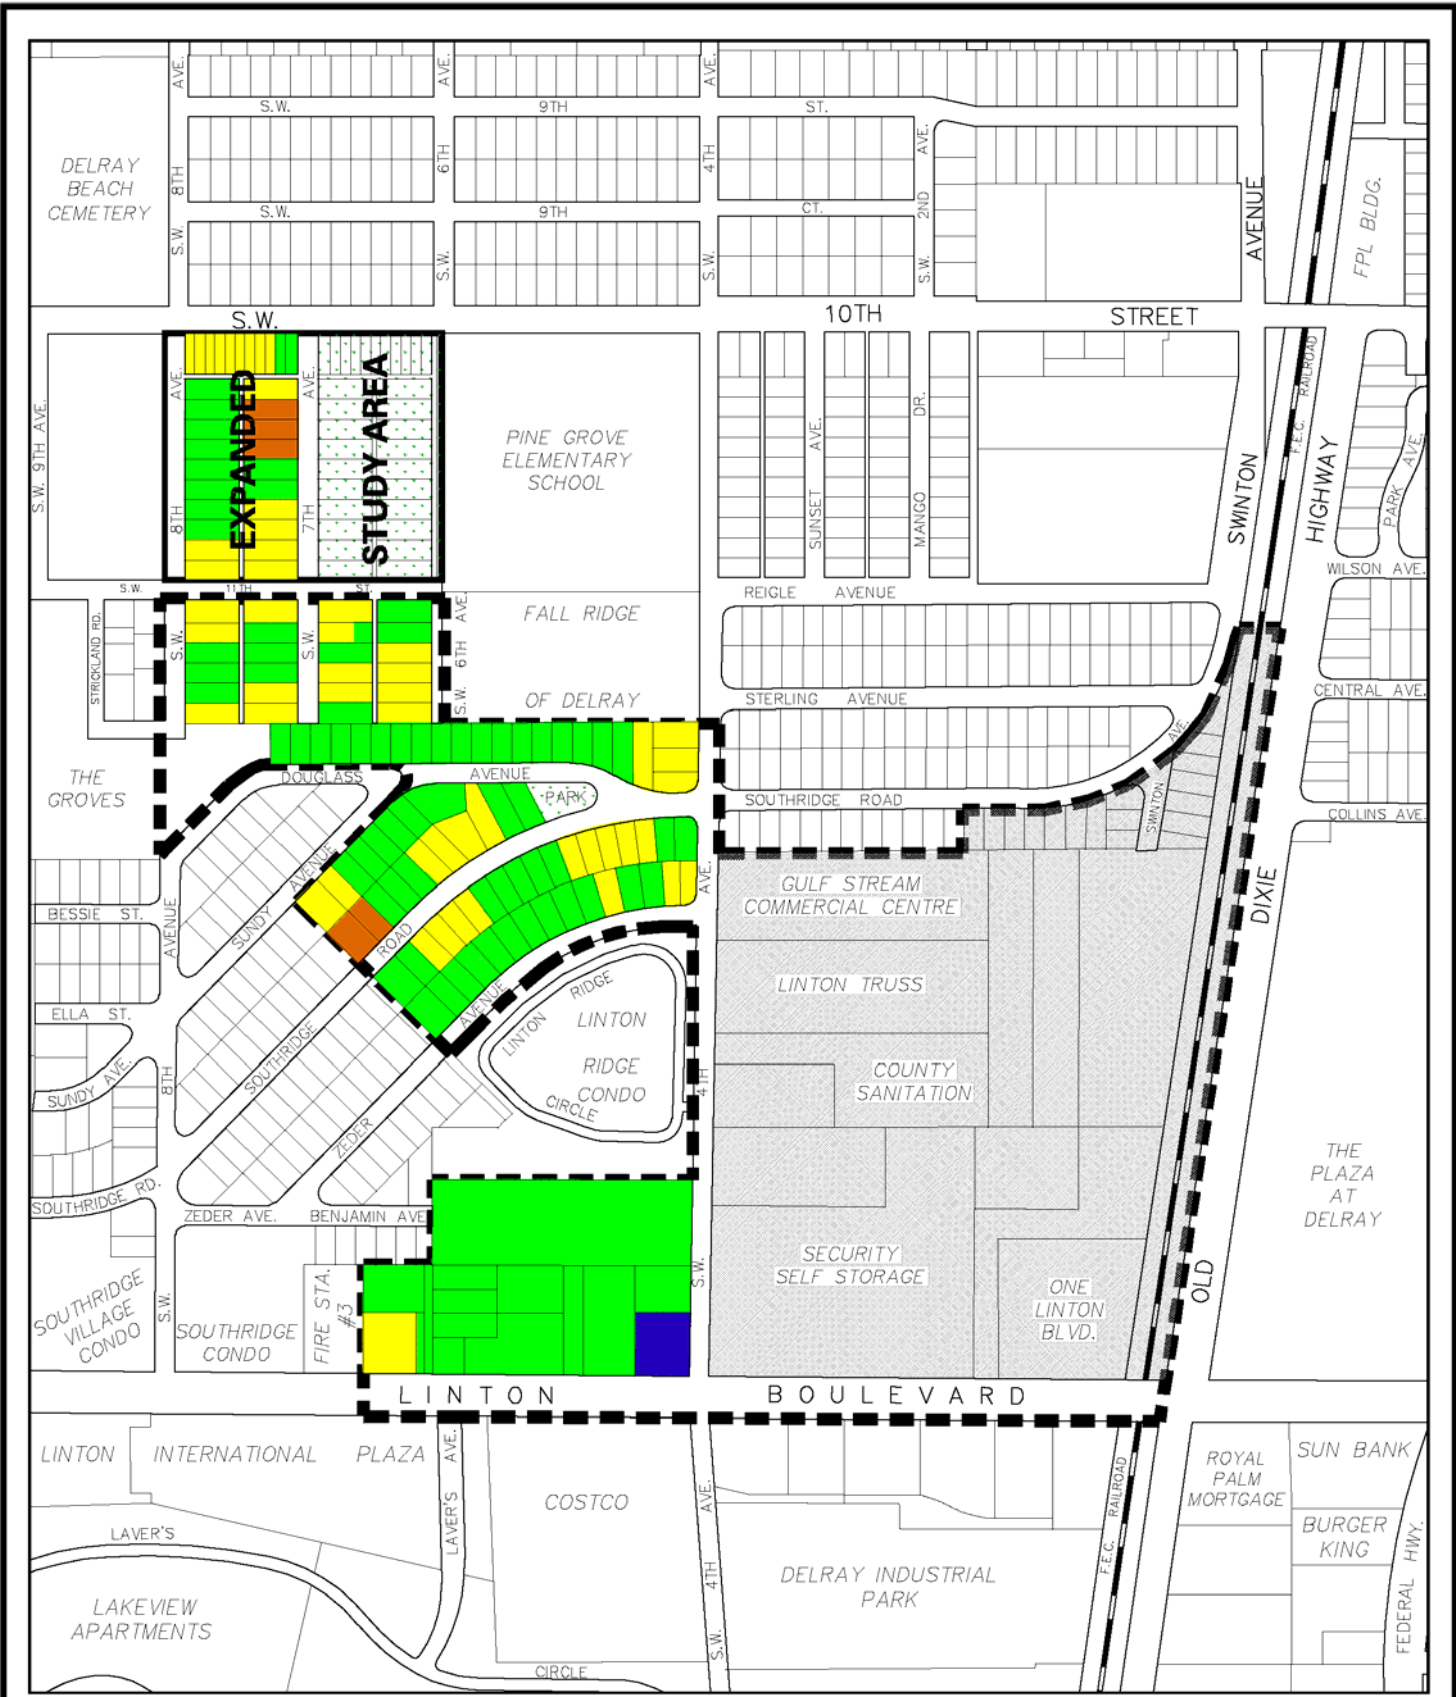 AVE.
AVE.
AVE.
S.W.
9TH
ST.
DELRAY
BEACH
CEMETERY
8TH
6TH
4TH
AVE.
S.W.
9TH
CT.
2ND
S.W.
S.W.
S.W.
S.W.
AVENUE
FPL BLDG.
S.W.
10TH
STREET
S.W. 9TH AVE.
AVE.
8TH
EXPANDED
AVE.
7TH
STUDY AREA
PINE GROVE
ELEMENTARY
SCHOOL
SUNSET AVE.
MANGO DR.
SWINTON
F.E.C. RAILROAD
HIGHWAY
PARK AVE.
WILSON AVE.
S.W.
11TH
ST.
REIGLE AVENUE
STRICKLAND RD.
S.W.
S.W.
S.W. 6TH AVE.
FALL RIDGE
OF DELRAY
STERLING AVENUE
CENTRAL AVE.
AVE.
THE
GROVES
DOUGLASS
AVENUE
PARK
SOUTHRIDGE ROAD
SWINTON
COLLINS AVE.
BESSIE ST.
AVENUE
SUNDY
AVENUE
ROAD
AVE.
GULF STREAM
COMMERCIAL CENTRE
DIXIE
LINTON TRUSS
ELLA ST.
AVENUE
LINTON
RIDGE
LINTON
RIDGE
CONDO
CIRCLE
4TH
COUNTY
SANITATION
SUNDY AVE.
8TH
SOUTHRIDGE
ZEDER
THE
PLAZA
AT
DELRAY
SOUTHRIDGE RD.
ZEDER AVE.
BENJAMIN AVE
SECURITY
SELF STORAGE
S.W.
ONE
LINTON
BLVD.
OLD
SOUTHRIDGE
VILLAGE
CONDO
S.W.
SOUTHRIDGE
CONDO
FIRE STA.
#3
LINTON
BOULEVARD
LINTON
INTERNATIONAL
PLAZA
LAVER'S AVE.
COSTCO
S.W. 4TH AVE.
F.E.C. RAILROAD
ROYAL
PALM
MORTGAGE
SUN BANK
BURGER
KING
FEDERAL HWY.
LAVER'S
DELRAY INDUSTRIAL
PARK
LAKEVIEW
APARTMENTS
CIRCLE